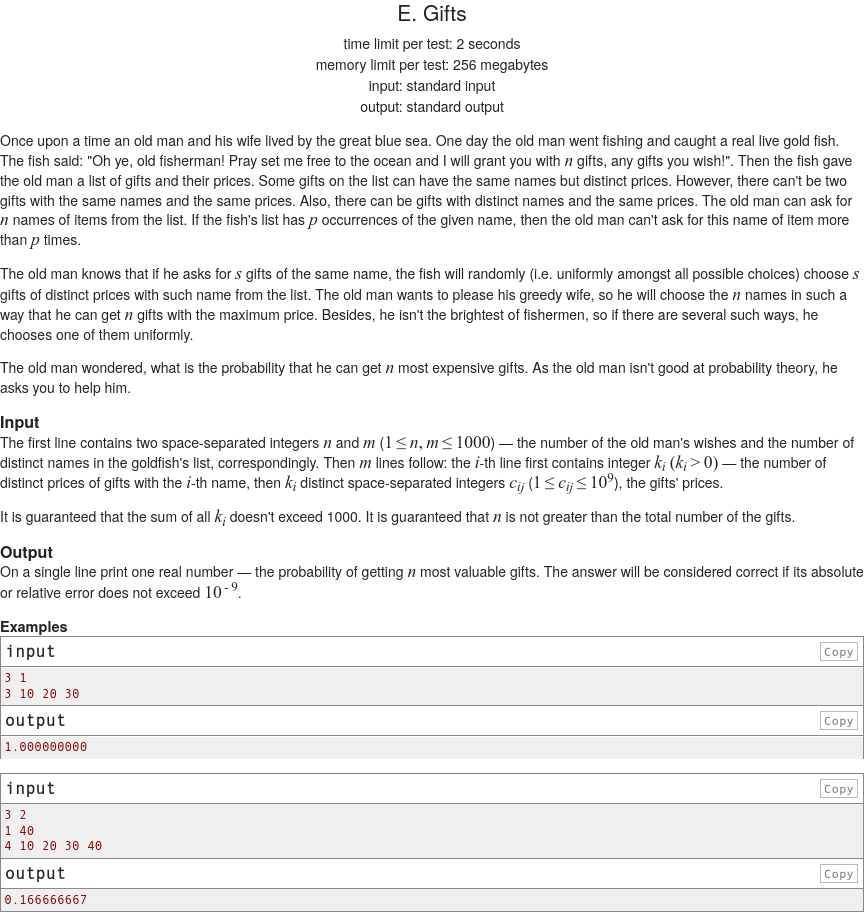 E. Gifts
time limit per test: 2 seconds
memory limit per test: 256 megabytes
input: standard input
output: standard output
Once upon a time an old man and his wife lived by the great blue sea. One day the old man went fishing and caught a real live gold fish.
The fish said: "Oh ye, old fisherman! Pray set me free to the ocean and I will grant you with n gifts, any gifts you wish!". Then the fish gave
the old man a list of gifts and their prices. Some gifts on the list can have the same names but distinct prices. However, there can't be two
gifts with the same names and the same prices. Also, there can be gifts with distinct names and the same prices. The old man can ask for
n names of items from the list. If the fish's list has p occurrences of the given name, then the old man can't ask for this name of item more
than p times.
The old man knows that if he asks for s gifts of the same name, the fish will randomly (i.e. uniformly amongst all possible choices) choose s
gifts of distinct prices with such name from the list. The old man wants to please his greedy wife, so he will choose the n names in such a
way that he can get n gifts with the maximum price. Besides, he isn't the brightest of fishermen, so if there are several such ways, he
chooses one of them uniformly.
The old man wondered, what is the probability that he can get n most expensive gifts. As the old man isn't good at probability theory, he
asks you to help him.
Input
The first line contains two space-separated integers n and m (1 ≤ n, m ≤ 1000) — the number of the old man's wishes and the number of
distinct names in the goldfish's list, correspondingly. Then m lines follow: the i-th line first contains integer k_i (k_i > 0) — the number of
distinct prices of gifts with the i-th name, then k_i distinct space-separated integers c_ij (1 ≤ c_ij ≤ 10^9), the gifts' prices.
It is guaranteed that the sum of all k_i doesn't exceed 1000. It is guaranteed that n is not greater than the total number of the gifts.
Output
On a single line print one real number — the probability of getting n most valuable gifts. The answer will be considered correct if its absolute
or relative error does not exceed 10^-9.
Examples
input Copy
3 1
3 10 20 30
output Copy
1.000000000
input Copy
3 2
1 40
4 10 20 30 40
output Copy
0.166666667